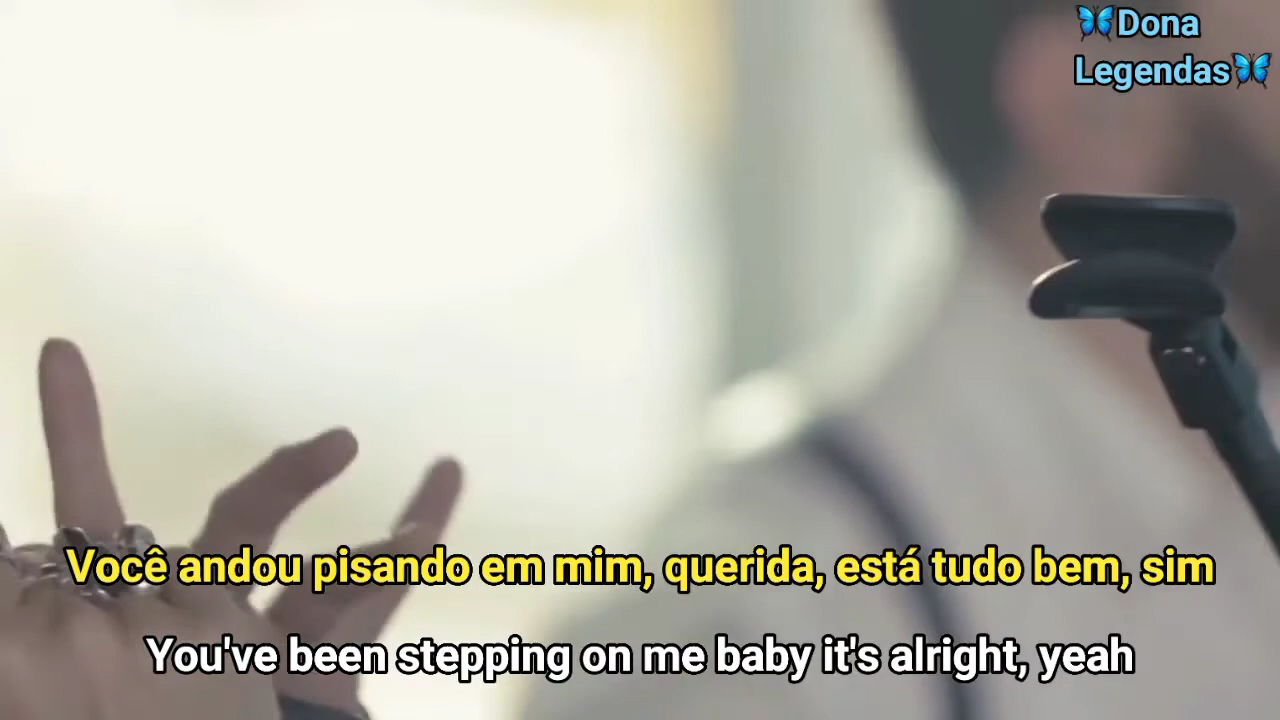 🦋Dona
Legendas🦋
Você andou pisando em mim, querida, está tudo bem, sim
You've been stepping on me baby it's alright, yeah